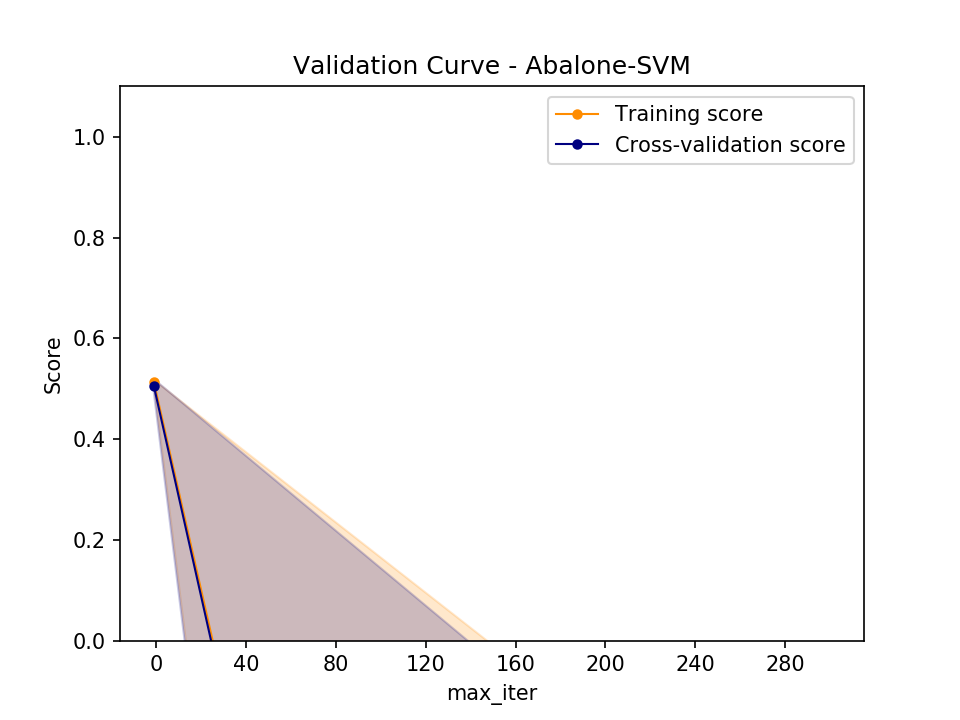 Validation Curve - Abalone-SVM
Training score
Cross-validation score
1.0
0.8
0.6
0.4
0.2
0.0
Score
0 40 80 120 160 200 240 280
max_iter